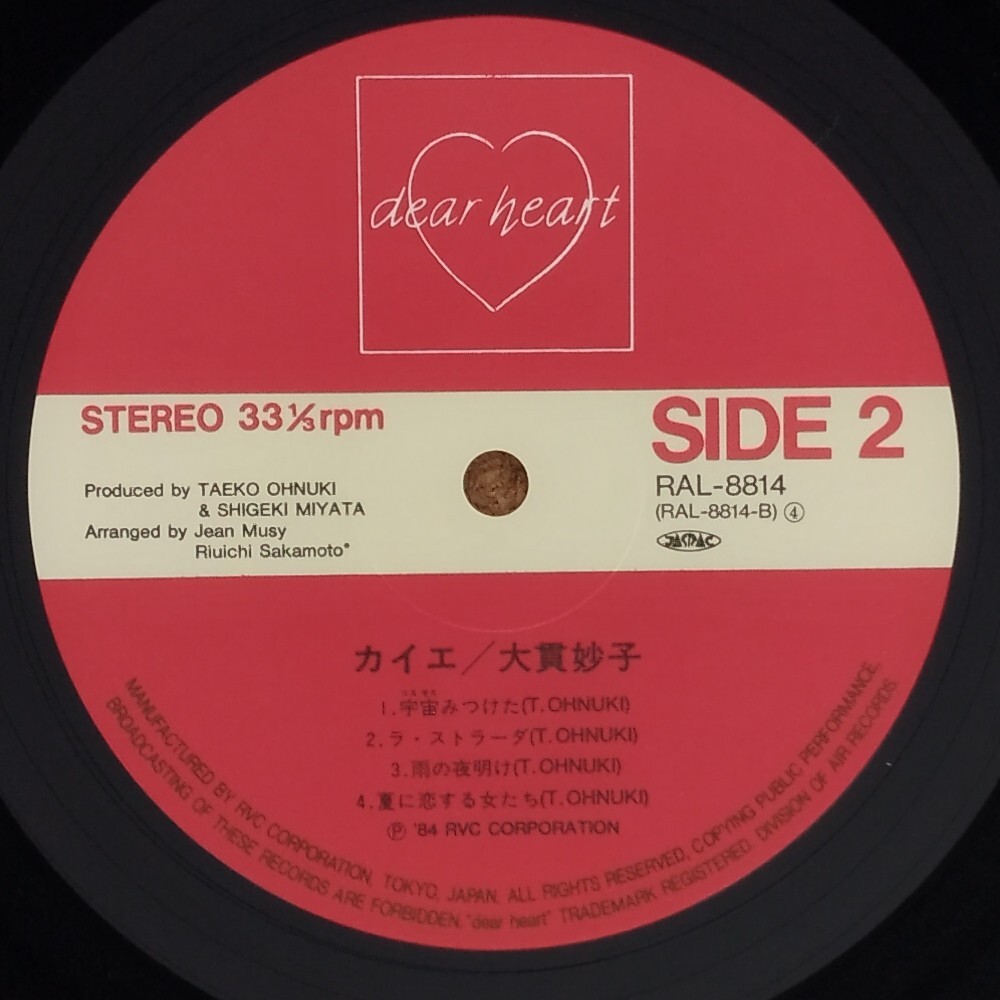 dear heart
STEREO 33⅓rpm
SIDE 2
Produced by TAEKO OHNUKI
& SHIGEKI MIYATA
Arranged by Jean Musy
Riuichi Sakamoto*
RAL-8814
(RAL-8814-B) ④
JASRAC
カイエ／大貫妙子
1.宇宙みつけた(T.OHNUKI)
2.ラ・ストラーダ(T.OHNUKI)
3.雨の夜明け(T.OHNUKI)
4.夏に恋する女たち(T.OHNUKI)
Ⓟ '84 RVC CORPORATION
MANUFACTURED BY RVC CORPORATION, TOKYO, JAPAN. ALL RIGHTS RESERVED, COPYING PUBLIC PERFORMANCE,
BROADCASTING OF THESE RECORDS ARE FORBIDDEN. "dear heart" TRADEMARK REGISTERED. DIVISION OF AIR RECORDS